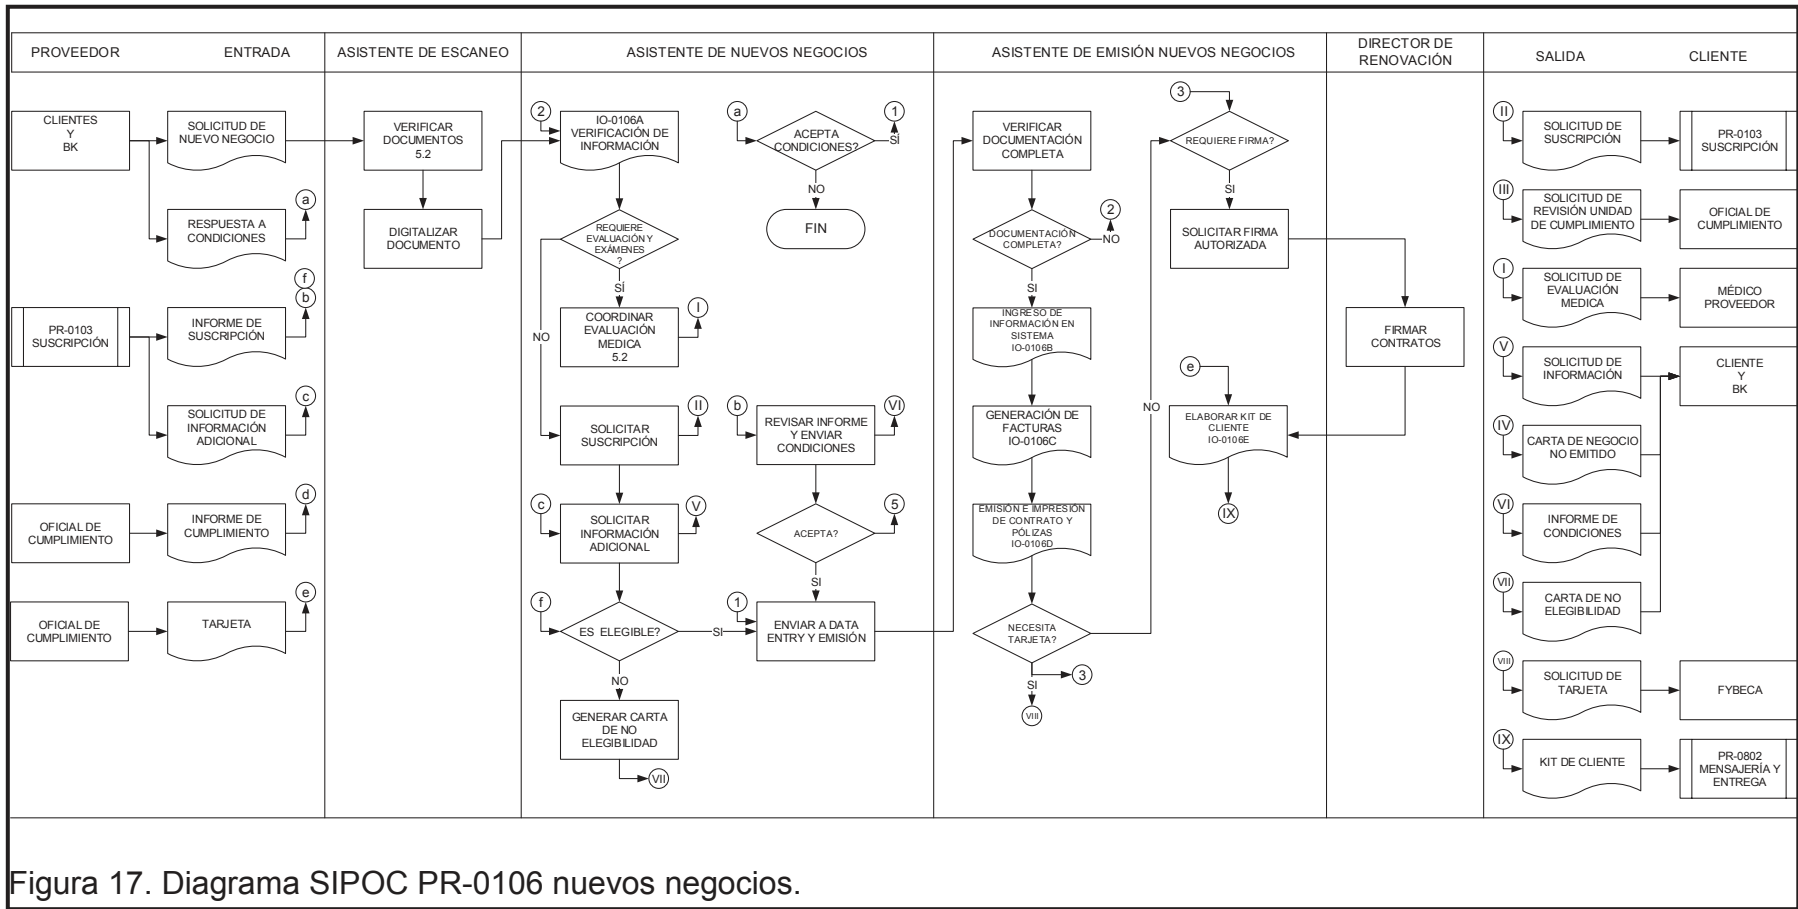 PROVEEDOR
ENTRADA
ASISTENTE DE ESCANEO
ASISTENTE DE NUEVOS NEGOCIOS
ASISTENTE DE EMISIÓN NUEVOS NEGOCIOS
DIRECTOR DE
RENOVACIÓN
SALIDA
CLIENTE
CLIENTES
Y
BK
SOLICITUD DE
NUEVO NEGOCIO
RESPUESTA A
CONDICIONES
a
f
b
PR-0103
SUSCRIPCIÓN
INFORME DE
SUSCRIPCIÓN
c
SOLICITUD DE
INFORMACIÓN
ADICIONAL
d
OFICIAL DE
CUMPLIMIENTO
INFORME DE
CUMPLIMIENTO
e
OFICIAL DE
CUMPLIMIENTO
TARJETA
VERIFICAR
DOCUMENTOS
5.2
DIGITALIZAR
DOCUMENTO
2
IO-0106A
VERIFICACIÓN DE
INFORMACIÓN
REQUIERE
EVALUACIÓN Y
EXÁMENES
?
SÍ
NO
COORDINAR
EVALUACIÓN
MEDICA
5.2
I
SOLICITAR
SUSCRIPCIÓN
II
c
SOLICITAR
INFORMACIÓN
ADICIONAL
V
f
ES ELEGIBLE?
SI
NO
GENERAR CARTA
DE NO
ELEGIBILIDAD
VII
a
ACEPTA
CONDICIONES?
1
SÍ
NO
FIN
b
REVISAR INFORME
Y ENVIAR
CONDICIONES
VI
ACEPTA?
5
SI
1
ENVIAR A DATA
ENTRY Y EMISIÓN
VERIFICAR
DOCUMENTACIÓN
COMPLETA
DOCUMENTACIÓN
COMPLETA?
2
NO
SI
INGRESO DE
INFORMACIÓN EN
SISTEMA
IO-0106B
GENERACIÓN DE
FACTURAS
IO-0106C
EMISIÓN E IMPRESIÓN
DE CONTRATO Y
PÓLIZAS
IO-0106D
NECESITA
TARJETA?
3
SI
VIII
3
REQUIERE FIRMA?
SI
NO
SOLICITAR FIRMA
AUTORIZADA
e
ELABORAR KIT DE
CLIENTE
IO-0106E
IX
FIRMAR
CONTRATOS
II
SOLICITUD DE
SUSCRIPCIÓN
PR-0103
SUSCRIPCIÓN
III
SOLICITUD DE
REVISIÓN UNIDAD
DE CUMPLIMIENTO
OFICIAL DE
CUMPLIMIENTO
I
SOLICITUD DE
EVALUACIÓN
MEDICA
MÉDICO
PROVEEDOR
V
SOLICITUD DE
INFORMACIÓN
CLIENTE
Y
BK
IV
CARTA DE NEGOCIO
NO EMITIDO
VI
INFORME DE
CONDICIONES
VII
CARTA DE NO
ELEGIBILIDAD
VIII
SOLICITUD DE
TARJETA
FYBECA
IX
KIT DE CLIENTE
PR-0802
MENSAJERÍA Y
ENTREGA
Figura 17. Diagrama SIPOC PR-0106 nuevos negocios.